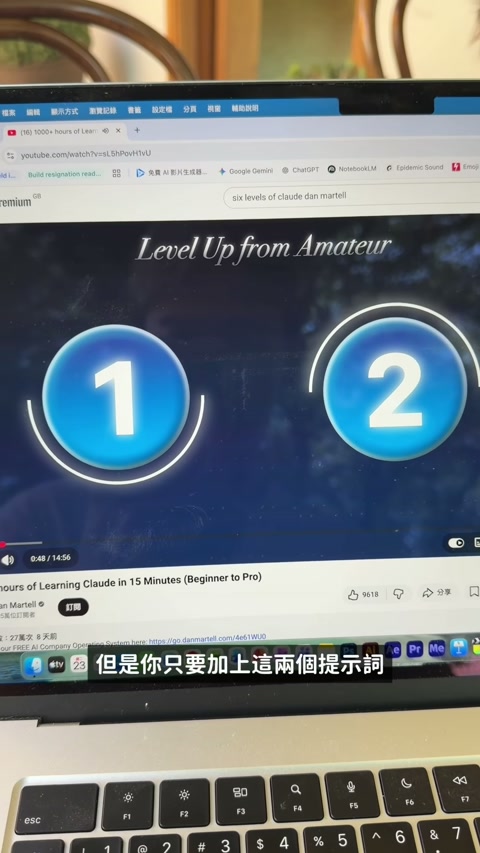 檔案 編輯 顯示方式 瀏覽記錄 書籤 設定檔 分頁 視窗 輔助說明
(16) 1000+ hours of Lear
youtube.com/watch?v=sL5hPovH1vU
Build resignation read... 免費 AI 影片生成器... Google Gemini ChatGPT NotebookLM Epidemic Sound Emoji
remium GB
six levels of claude dan martell
Level Up from Amateur
1
2
0:48 / 14:56
hours of Learning Claude in 15 Minutes (Beginner to Pro)
an Martell
訂閱
9618
分享
27萬次 8 天前
our FREE AI Company Operating System here: https://go.danmartell.com/4e61WU0
tv
23
Ai
Ae
Pr
Me
但是你只要加上這兩個提示詞
esc
F1
F2
F3
F4
F5
F6
F7
! 1
@ 2
# 3
$ 4
% 5
^ 6
& 7